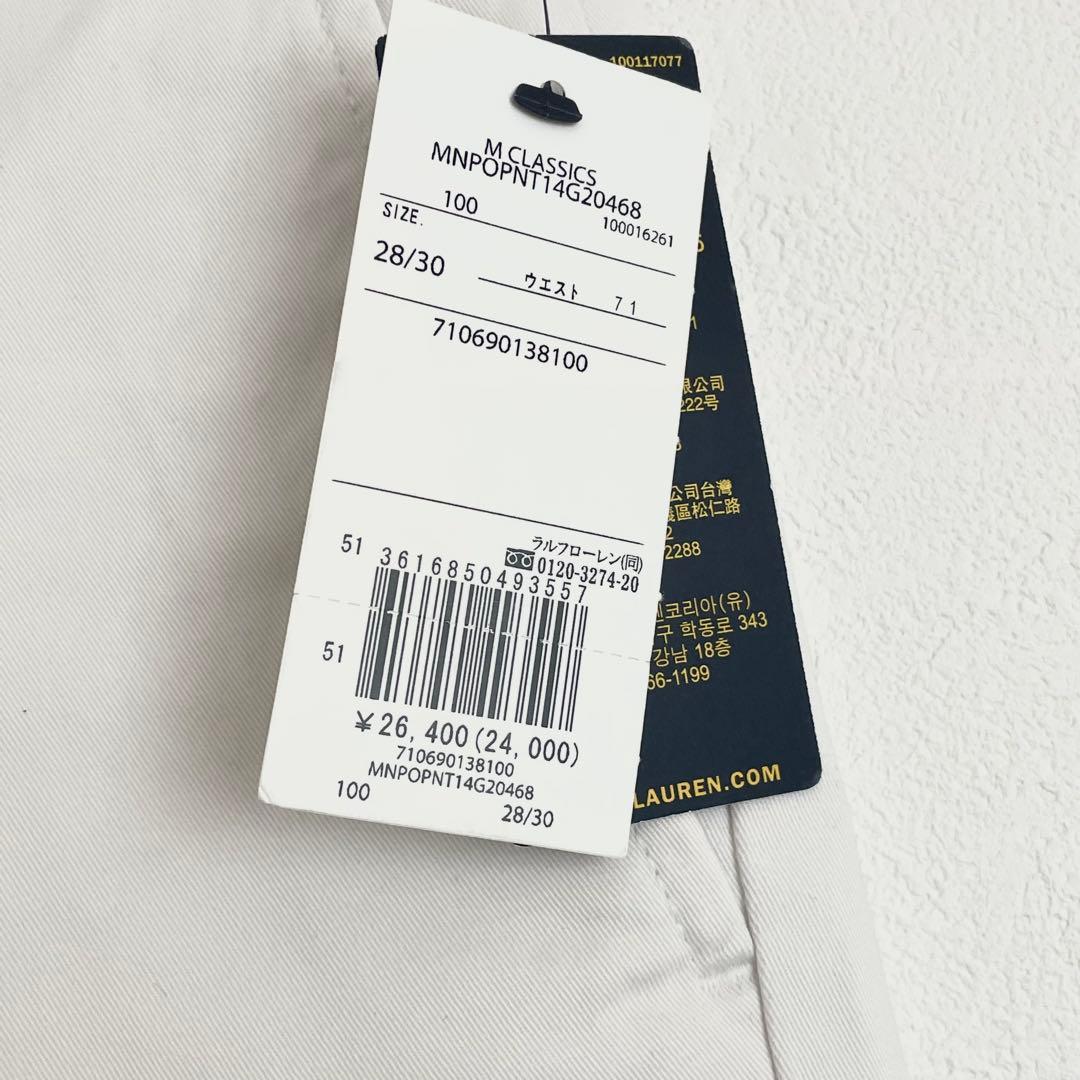 M CLASSICS
MNPOPNT14G20468
100
100016261
SIZE.
28/30
ウエスト 71
710690138100
ラルフローレン(同)
0120-3274-20
51
3616850493557
51
¥26,400(24,000)
710690138100
MNPOPNT14G20468
100
28/30
100117077
限公司
222号
公司台灣
義區松仁路
2288
코리아(유)
구 학동로 343
강남 18층
66-1199
LAUREN.COM